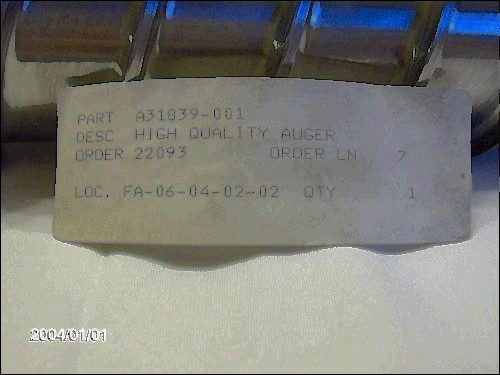 PART A31839-001
DESC HIGH QUALITY AUGER
ORDER 22093 ORDER LN 7
LOC. FA-06-04-02-02 QTY 1
2004/01/01